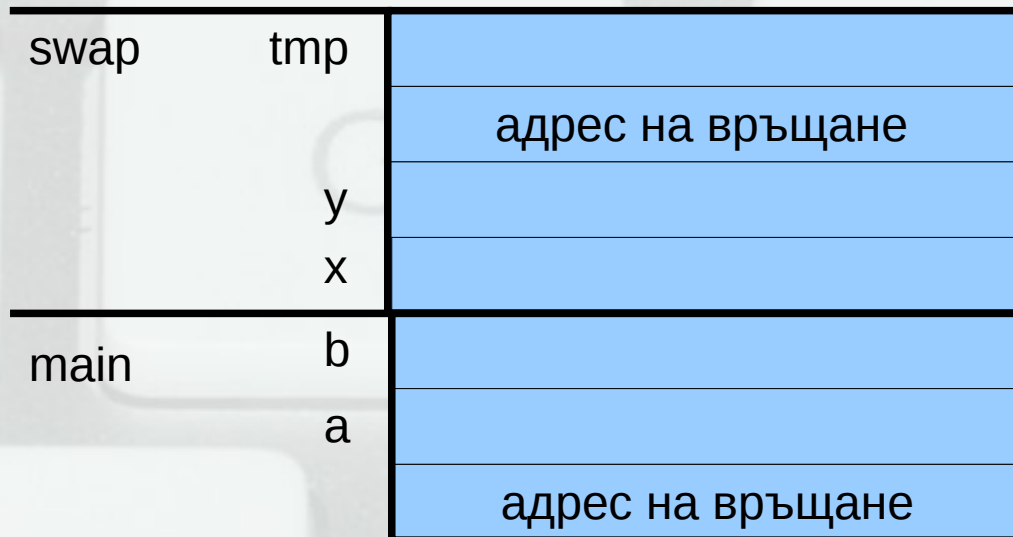 swap tmp
адрес на връщане
y
x
main b
a
адрес на връщане